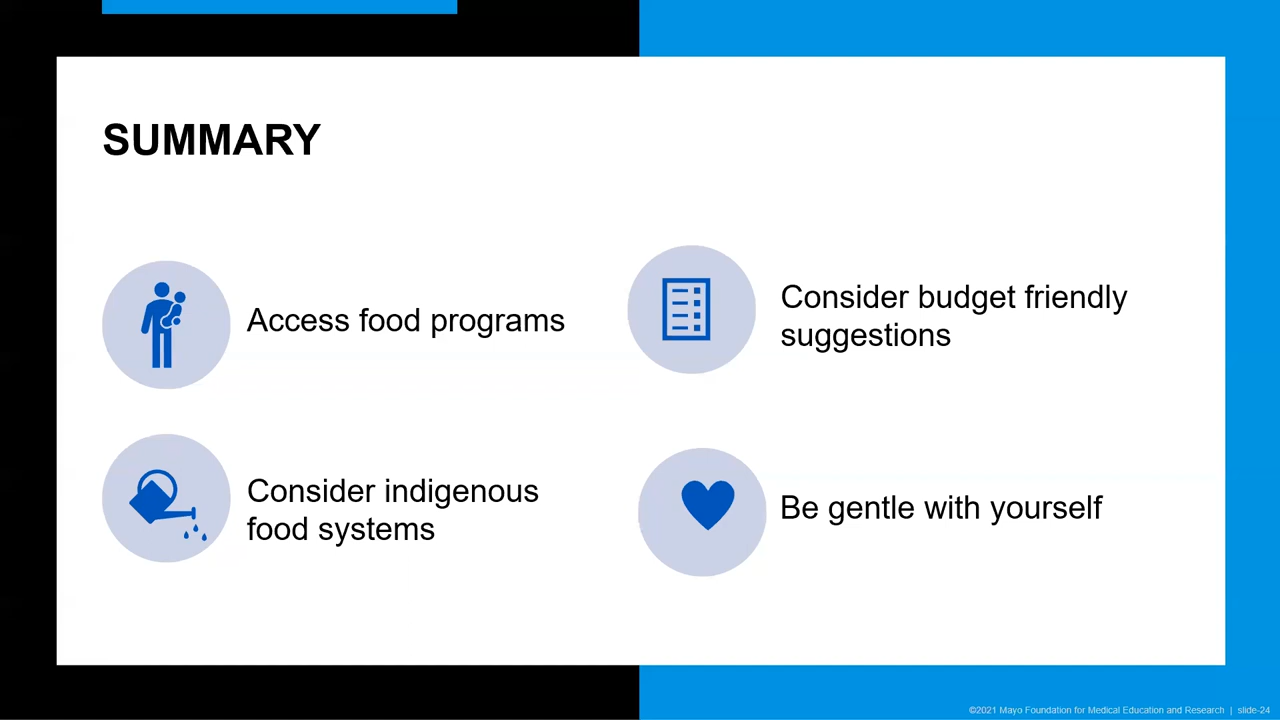 SUMMARY
Access food programs
Consider budget friendly
suggestions
Consider indigenous
food systems
Be gentle with yourself
©2021 Mayo Foundation for Medical Education and Research | slide-24